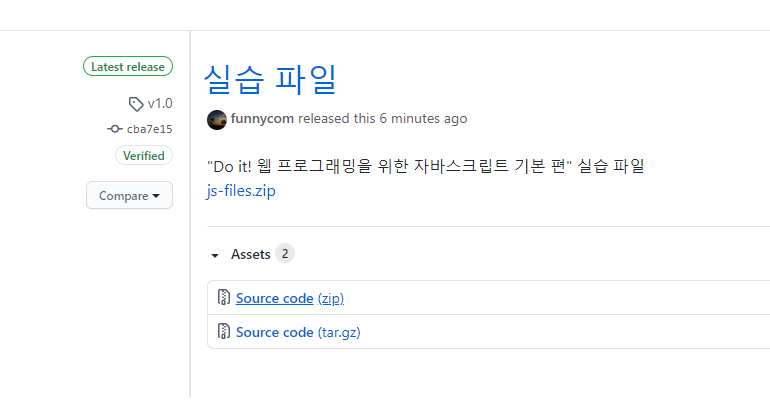 Latest release
v1.0
cba7e15
Verified
Compare
실습 파일
funnycom released this 6 minutes ago
"Do it! 웹 프로그래밍을 위한 자바스크립트 기본 편" 실습 파일
js-files.zip
Assets 2
Source code (zip)
Source code (tar.gz)